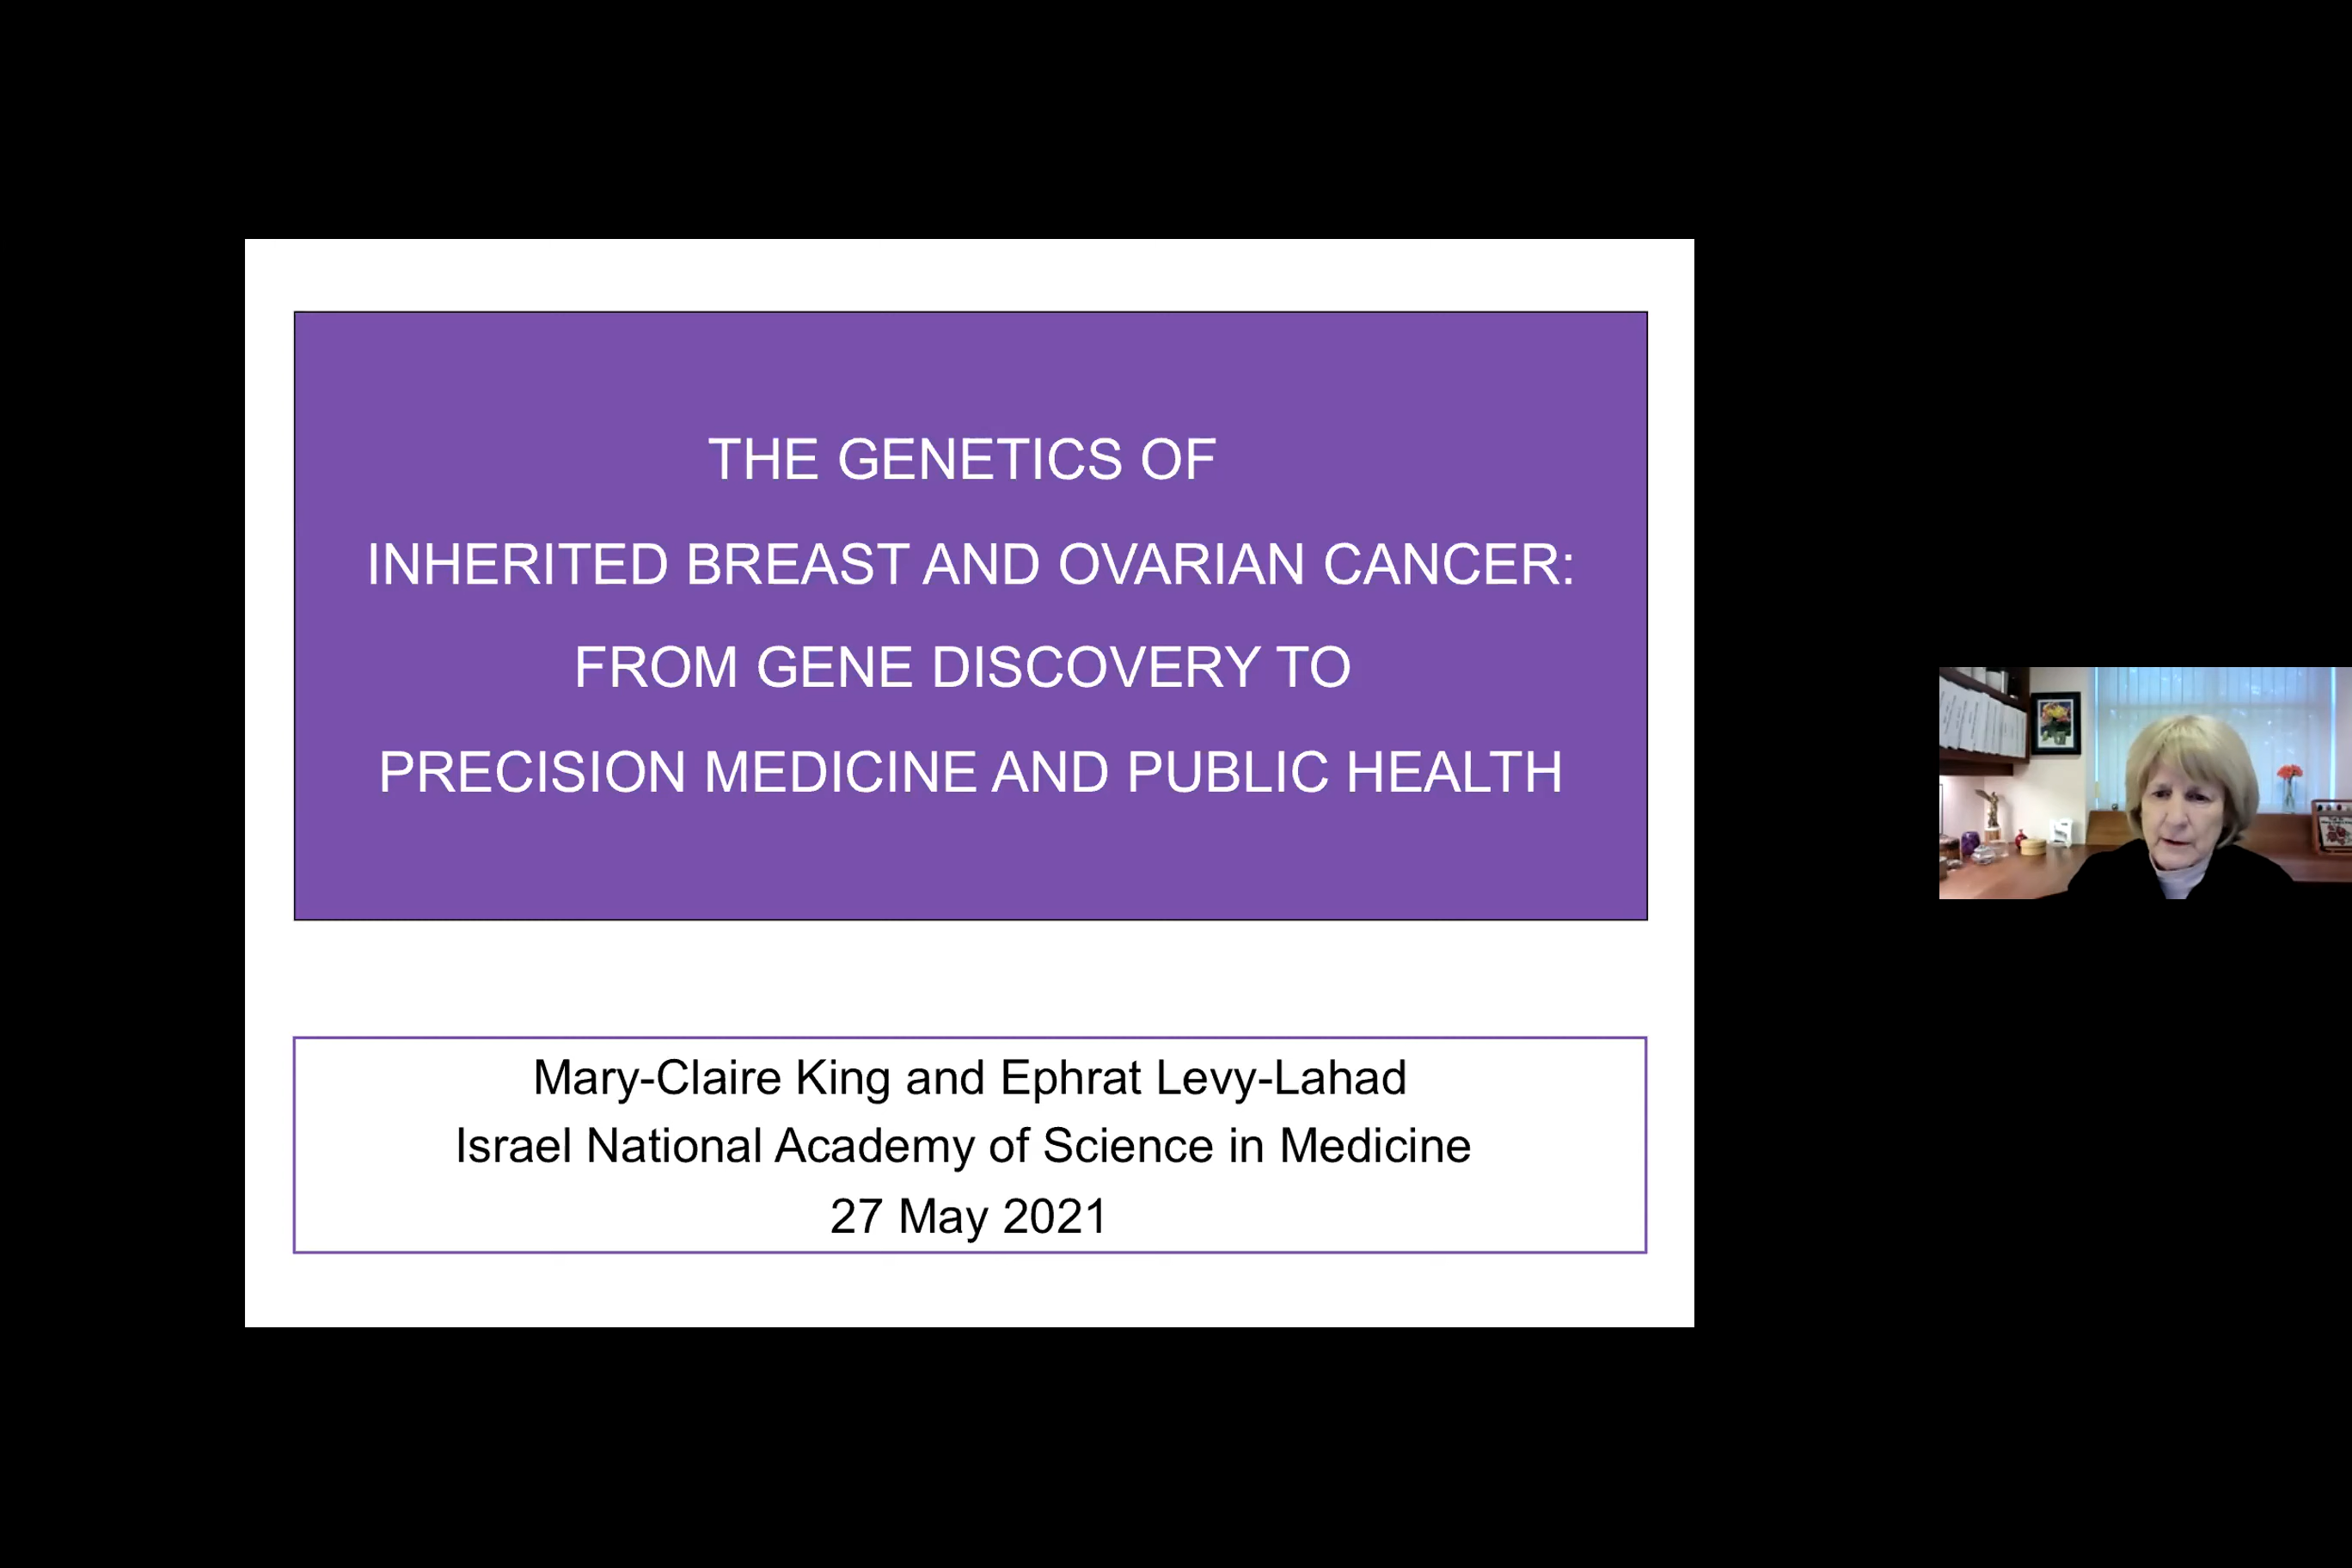 THE GENETICS OF
INHERITED BREAST AND OVARIAN CANCER:
FROM GENE DISCOVERY TO
PRECISION MEDICINE AND PUBLIC HEALTH
Mary-Claire King and Ephrat Levy-Lahad
Israel National Academy of Science in Medicine
27 May 2021